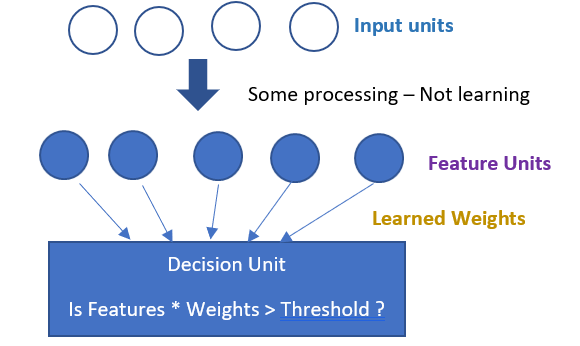 Input units
Some processing – Not learning
Feature Units
Learned Weights
Decision Unit
Is Features * Weights > Threshold ?